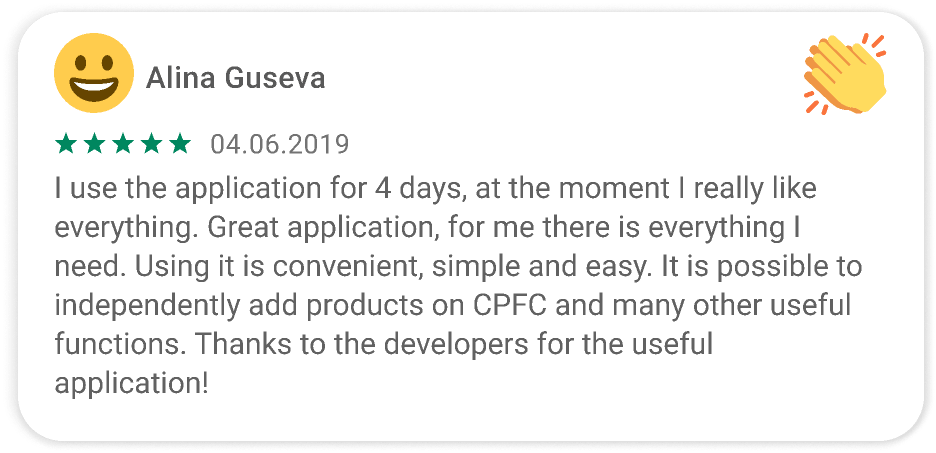 Alina Guseva
04.06.2019
I use the application for 4 days, at the moment I really like
everything. Great application, for me there is everything I
need. Using it is convenient, simple and easy. It is possible to
independently add products on CPFC and many other useful
functions. Thanks to the developers for the useful
application!